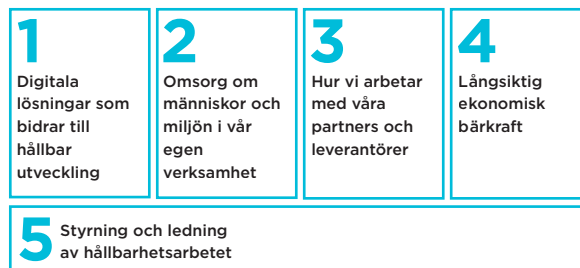 1
Digitala
lösningar som
bidrar till
hållbar
utveckling
2
Omsorg om
människor och
miljön i vår
egen
verksamhet
3
Hur vi arbetar
med våra
partners och
leverantörer
4
Långsiktig
ekonomisk
bärkraft
5
Styrning och ledning
av hållbarhetsarbetet